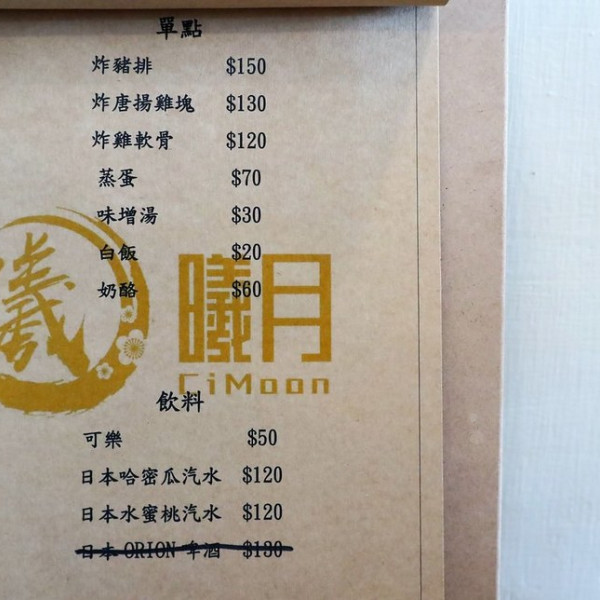 單點
炸豬排 $150
炸唐揚雞塊 $130
炸雞軟骨 $120
蒸蛋 $70
味增湯 $30
白飯 $20
奶酪 $60
曦
曦月
CiMoon
飲料
可樂 $50
日本哈密瓜汽水 $120
日本水蜜桃汽水 $120
日本 ORION 啤酒 $130